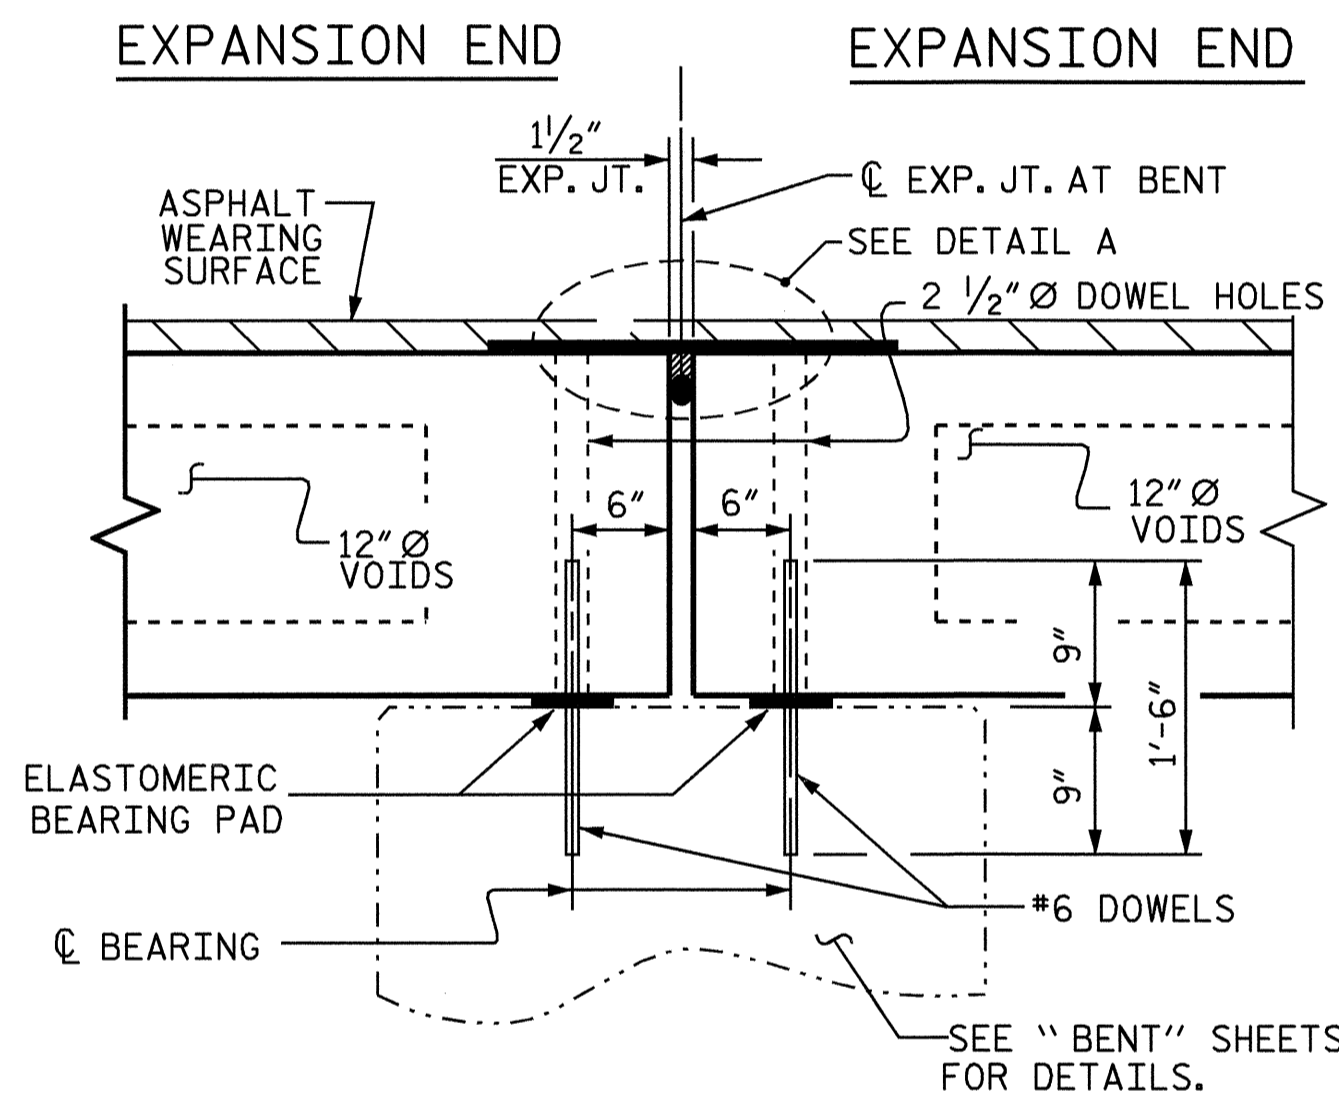 EXPANSION END
EXPANSION END
1½"
EXP. JT.
℄ EXP. JT. AT BENT
ASPHALT
WEARING
SURFACE
SEE DETAIL A
2 ½" Ø DOWEL HOLES
6"
6"
12" Ø
VOIDS
12" Ø
VOIDS
9"
1'-6"
9"
ELASTOMERIC
BEARING PAD
#6 DOWELS
℄ BEARING
SEE "BENT" SHEETS
FOR DETAILS.